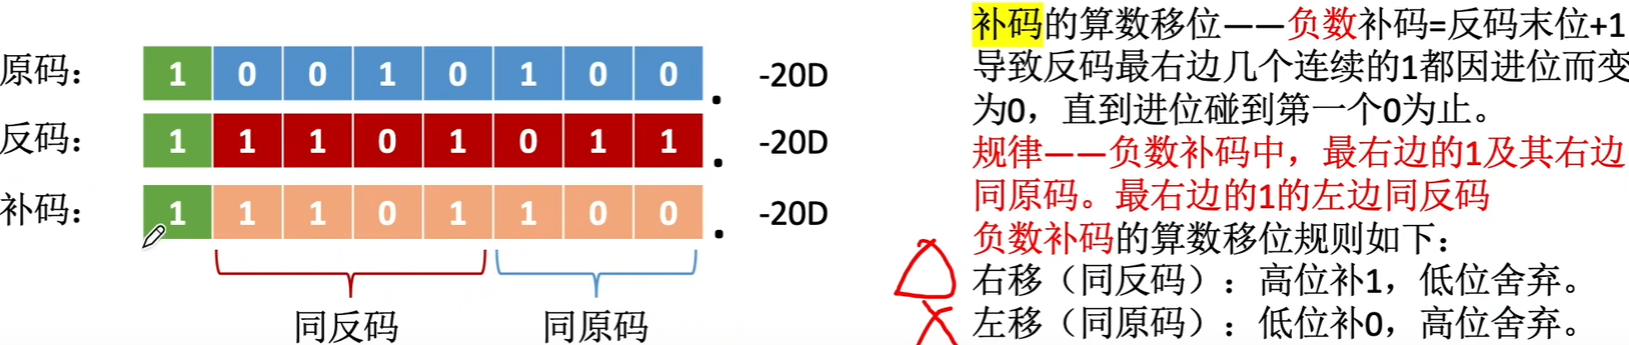 原码： 1 0 0 1 0 1 0 0 . -20D
反码： 1 1 1 0 1 0 1 1 . -20D
补码： 1 1 1 0 1 1 0 0 . -20D
同反码 同原码
补码的算数移位——负数补码=反码末位+1
导致反码最右边几个连续的1都因进位而变
为0，直到进位碰到第一个0为止。
规律——负数补码中，最右边的1及其右边
同原码。最右边的1的左边同反码
负数补码的算数移位规则如下：
右移（同反码）：高位补1，低位舍弃。
左移（同原码）：低位补0，高位舍弃。